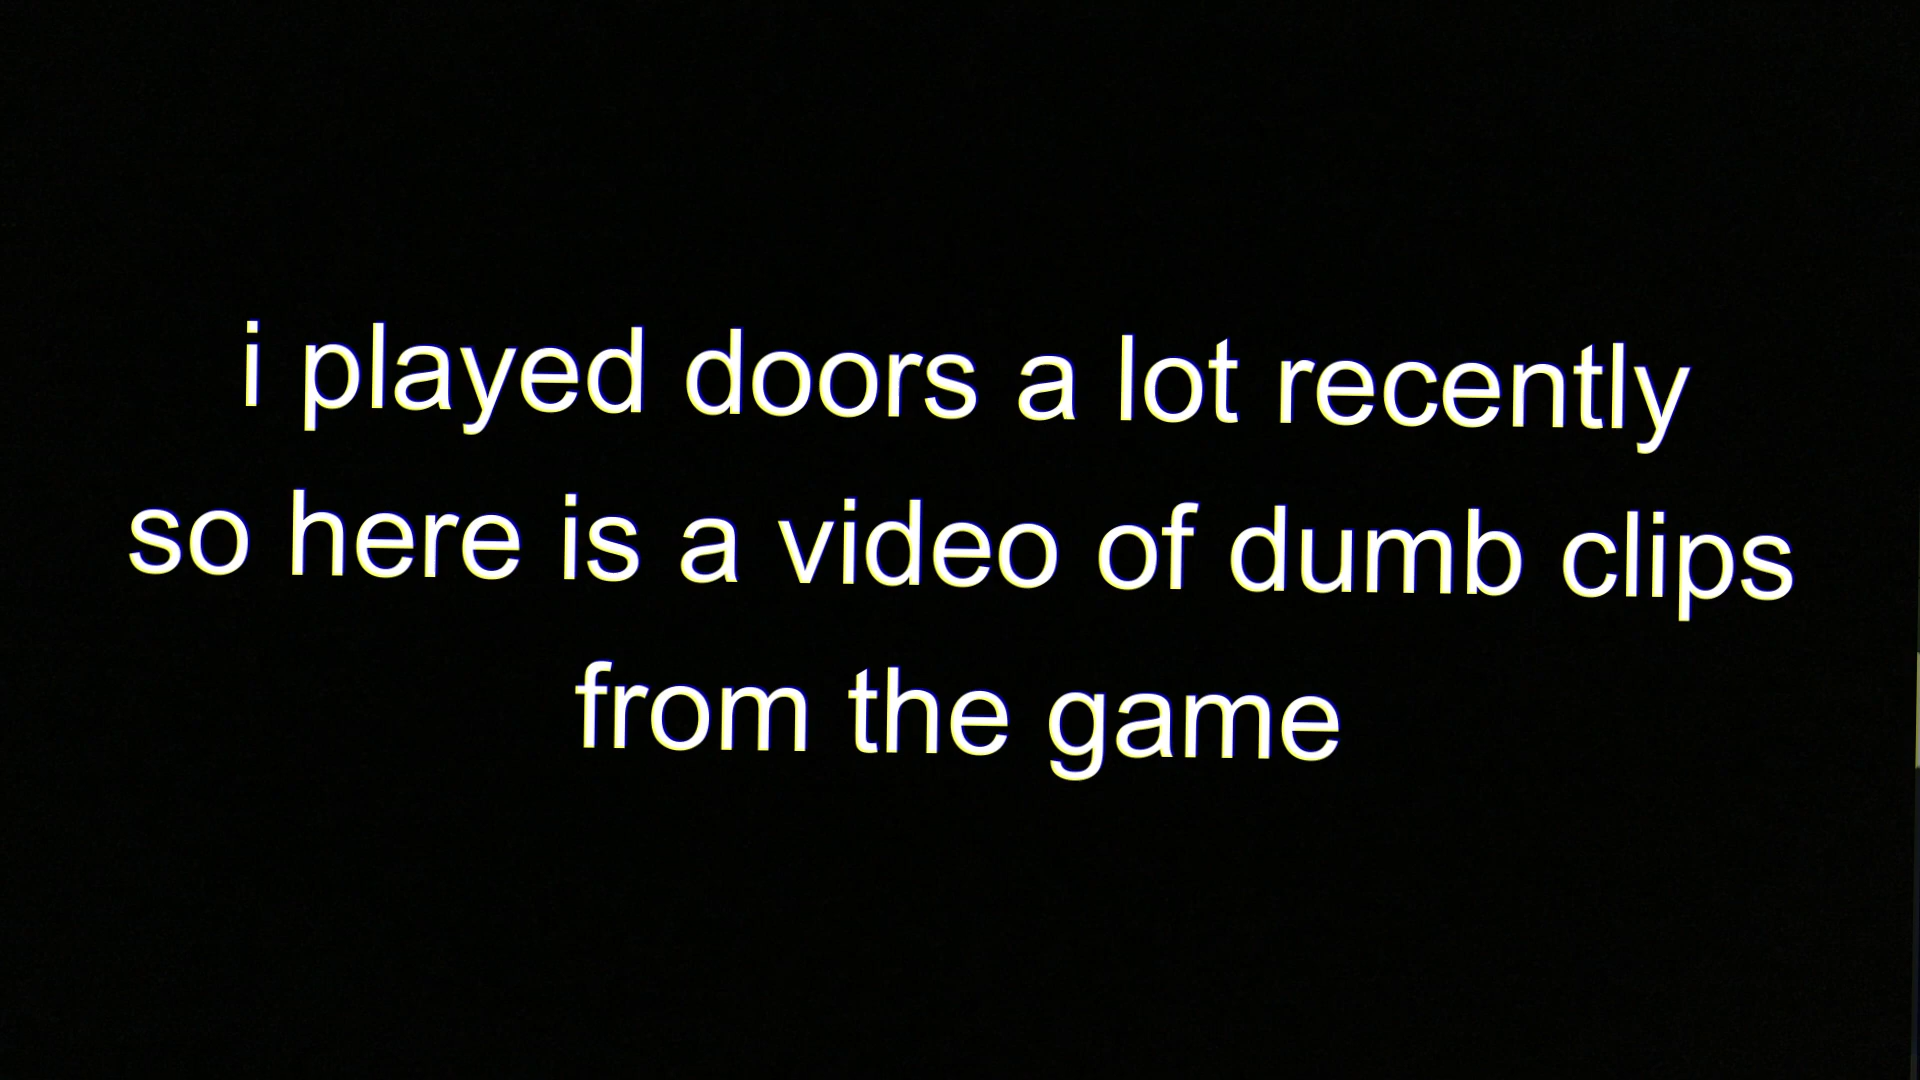 i played doors a lot recently
so here is a video of dumb clips
from the game